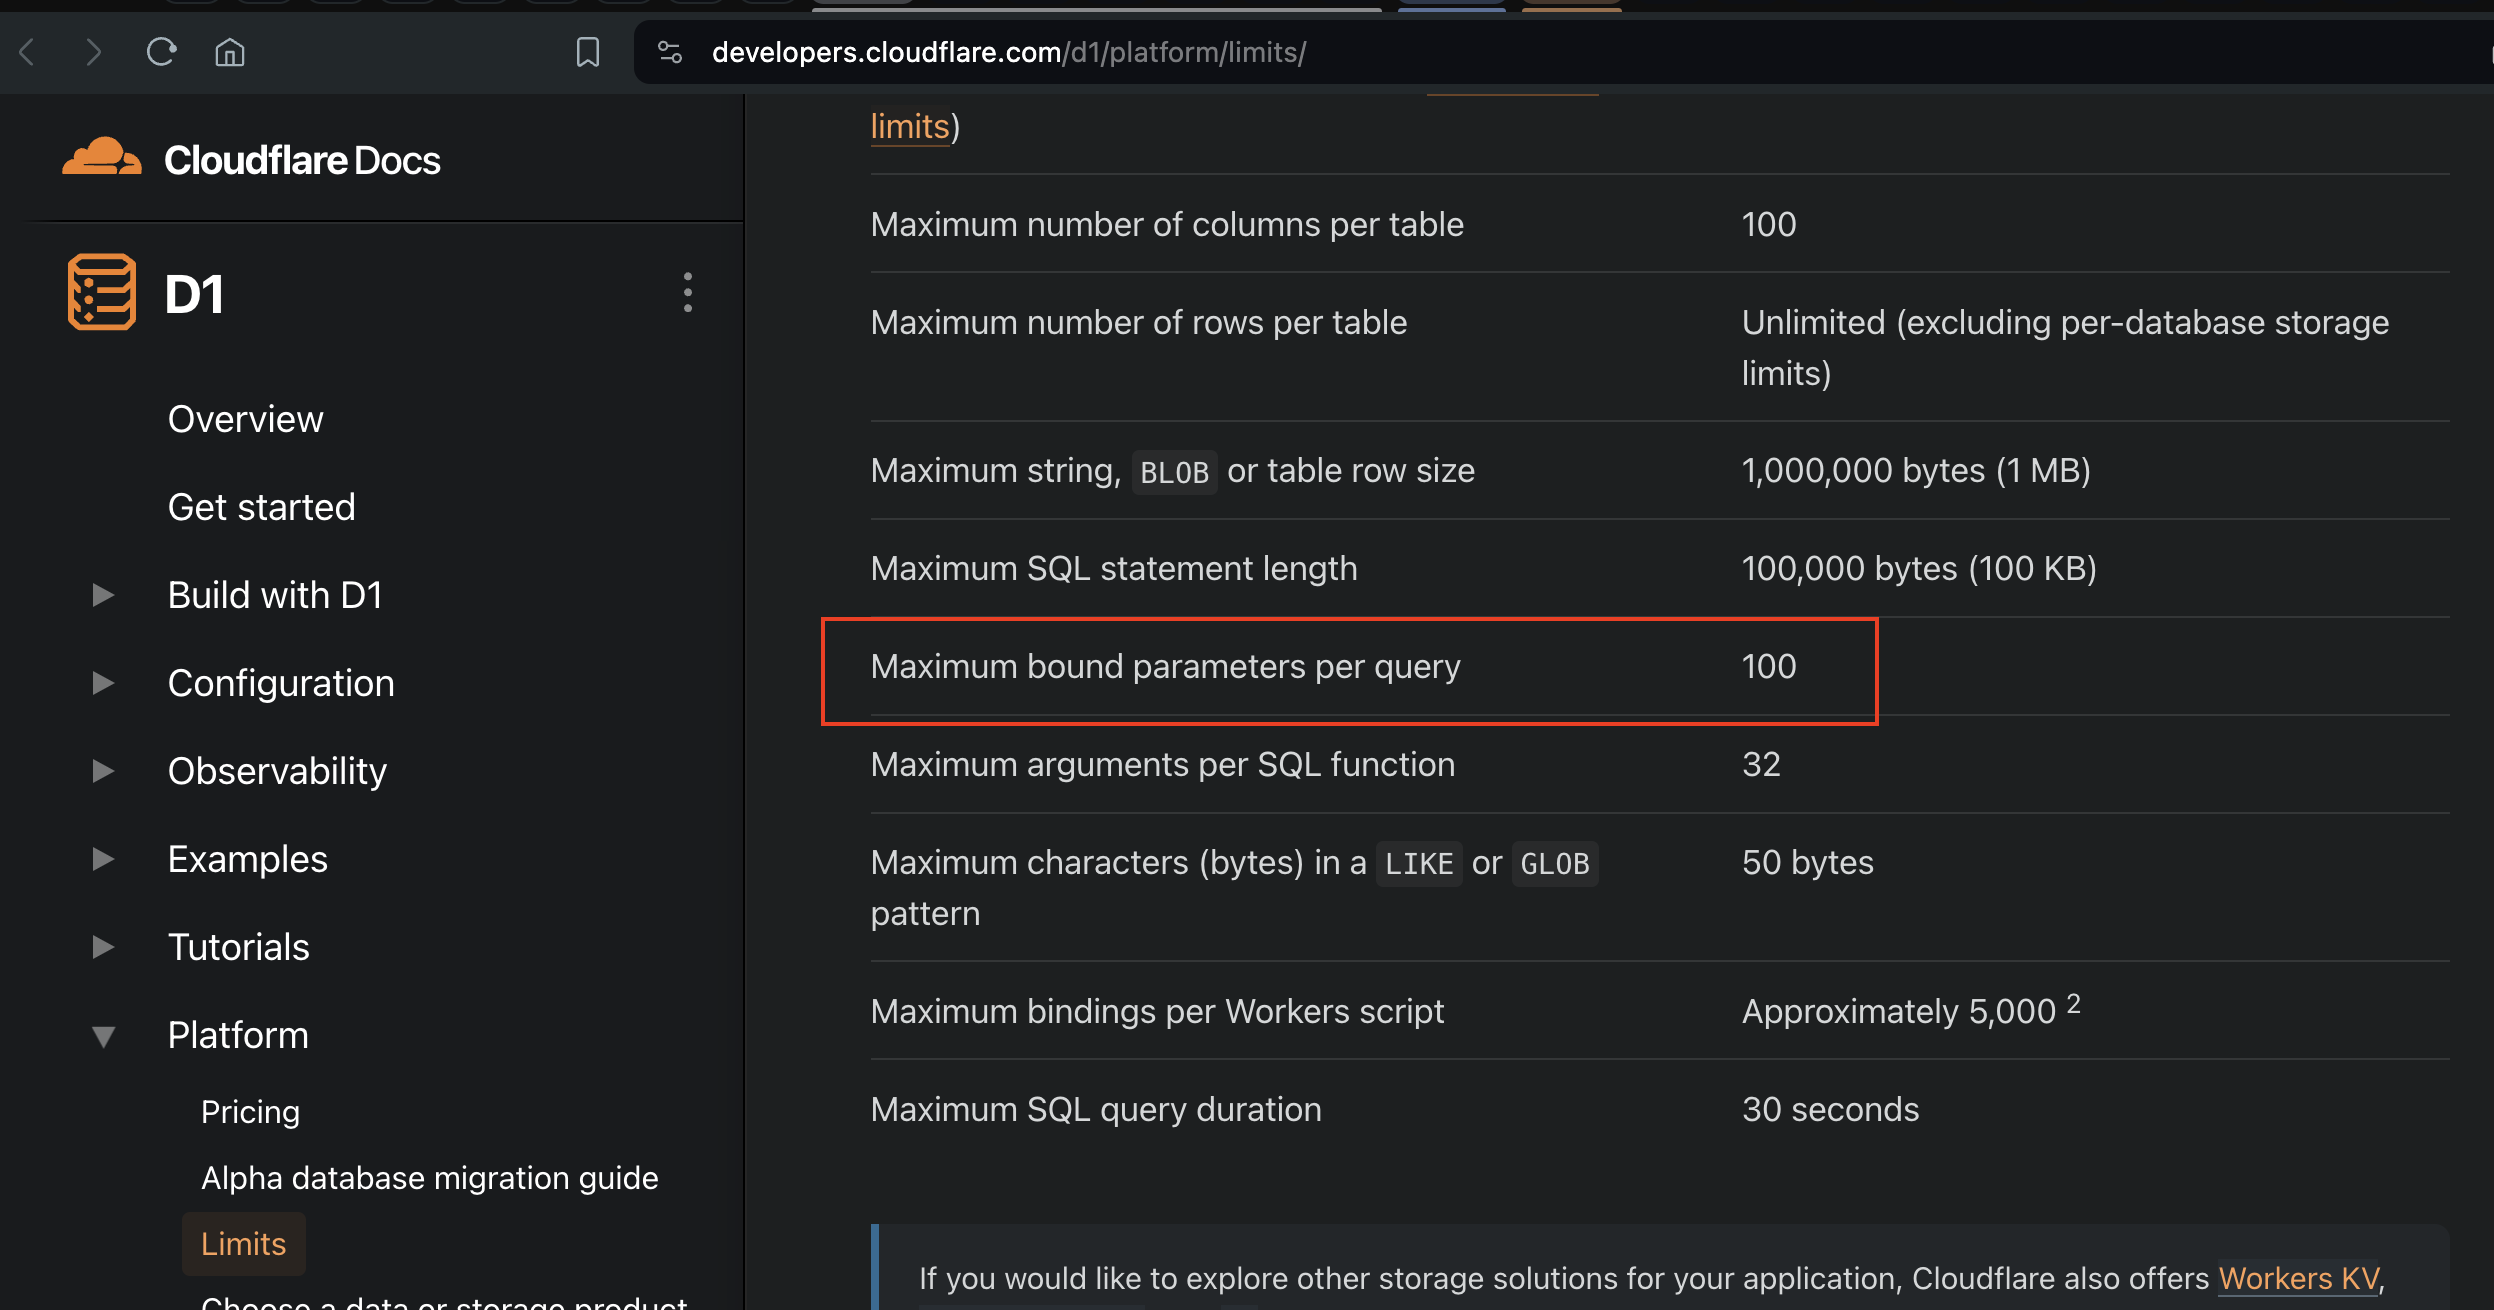 developers.cloudflare.com/d1/platform/limits/
Cloudflare Docs
D1
Overview
Get started
Build with D1
Configuration
Observability
Examples
Tutorials
Platform
Pricing
Alpha database migration guide
Limits
Choose a data or storage product
limits)
Maximum number of columns per table 100
Maximum number of rows per table Unlimited (excluding per-database storage
limits)
Maximum string, BLOB or table row size 1,000,000 bytes (1 MB)
Maximum SQL statement length 100,000 bytes (100 KB)
Maximum bound parameters per query 100
Maximum arguments per SQL function 32
Maximum characters (bytes) in a LIKE or GLOB 50 bytes
pattern
Maximum bindings per Workers script Approximately 5,000 2
Maximum SQL query duration 30 seconds
If you would like to explore other storage solutions for your application, Cloudflare also offers Workers KV,